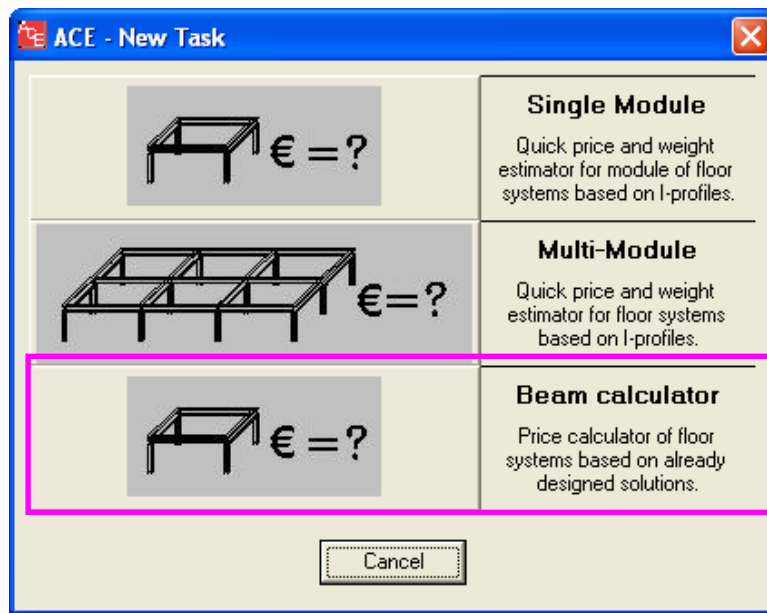 ACE - New Task
€ = ?
Single Module
Quick price and weight
estimator for module of floor
systems based on I-profiles.
€ = ?
Multi-Module
Quick price and weight
estimator for floor systems
based on I-profiles.
€ = ?
Beam calculator
Price calculator of floor
systems based on already
designed solutions.
Cancel